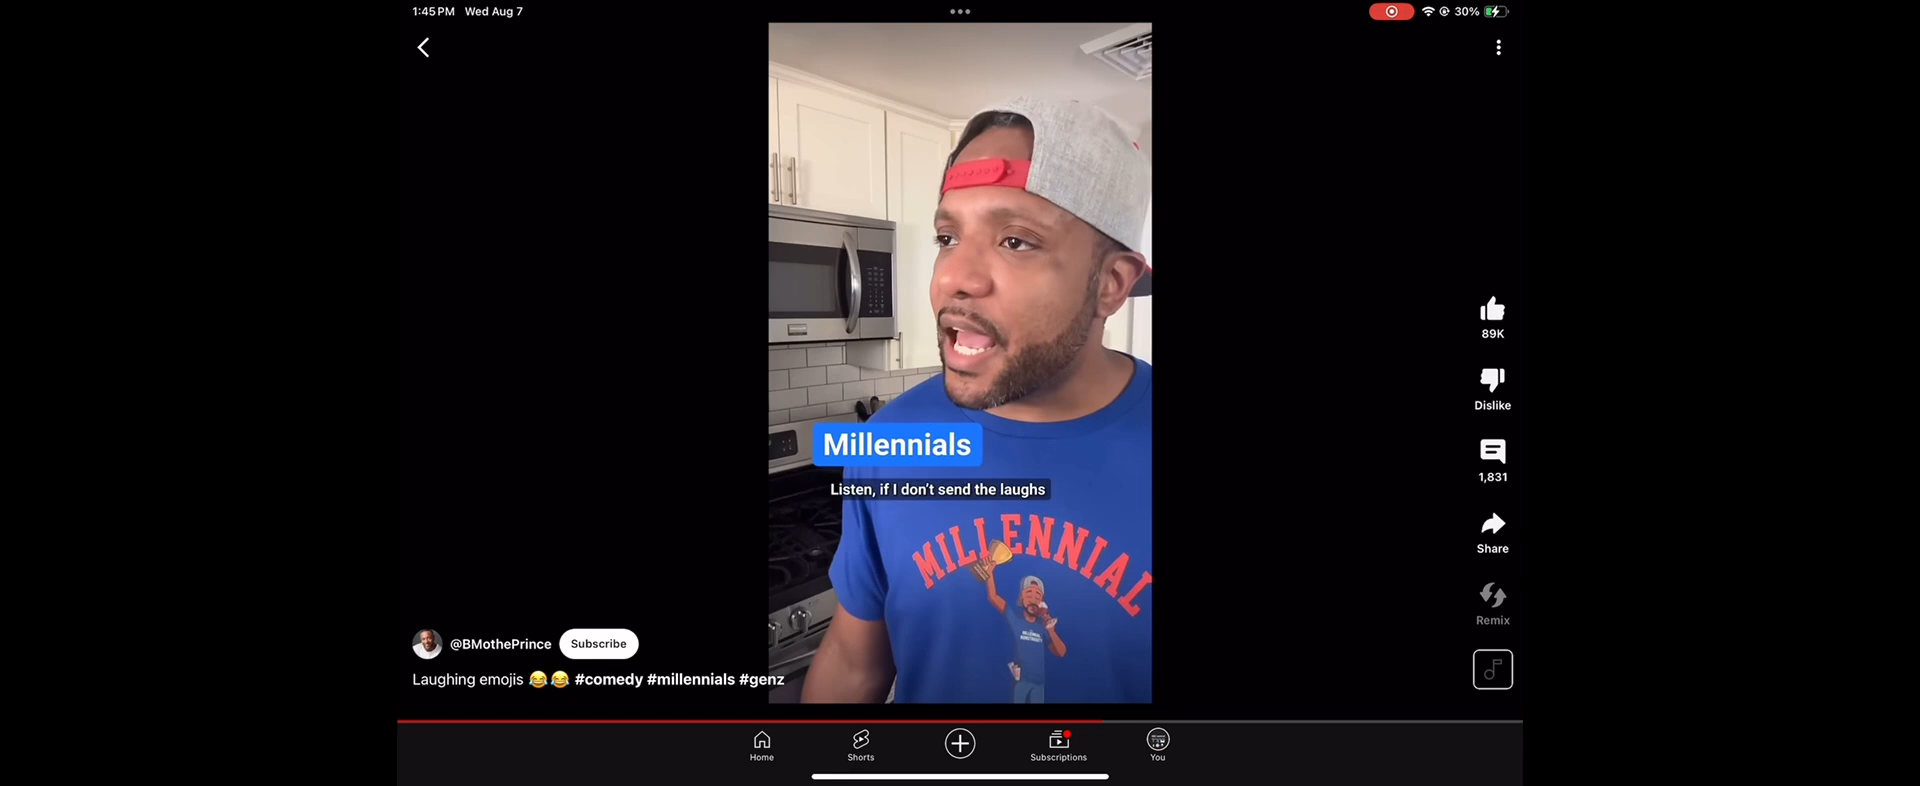 1:45 PM Wed Aug 7
30%
Millennials
Listen, if I don't send the laughs
MILLENNIAL
89K
Dislike
1,831
Share
Remix
@BMothePrince Subscribe
Laughing emojis 😂😂 #comedy #millennials #genz
Home
Shorts
Subscriptions
You